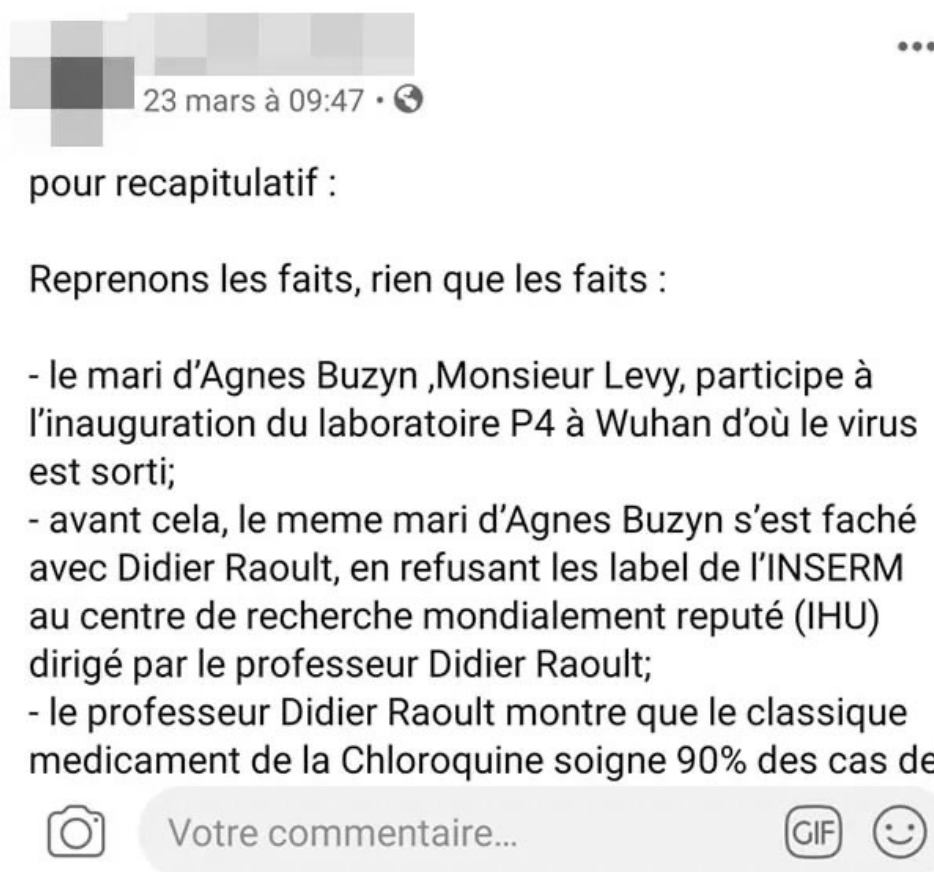 23 mars à 09:47 •
pour recapitulatif :
Reprenons les faits, rien que les faits :
- le mari d'Agnes Buzyn ,Monsieur Levy, participe à
l'inauguration du laboratoire P4 à Wuhan d'où le virus
est sorti;
- avant cela, le meme mari d'Agnes Buzyn s'est faché
avec Didier Raoult, en refusant les label de l'INSERM
au centre de recherche mondialement reputé (IHU)
dirigé par le professeur Didier Raoult;
- le professeur Didier Raoult montre que le classique
medicament de la Chloroquine soigne 90% des cas de
Votre commentaire...
GIF